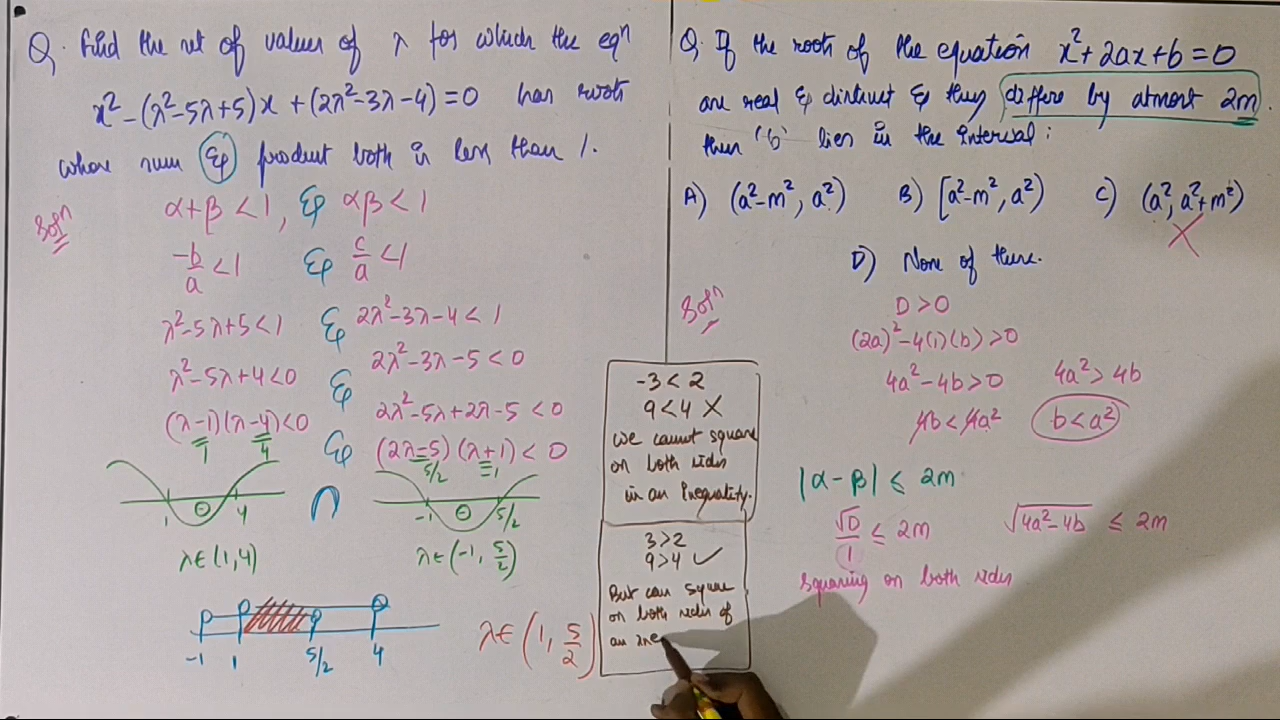 Q. Find the set of values of λ for which the eqⁿ
x² - (λ² - 5λ + 5)x + (2λ² - 3λ - 4) = 0 has roots
whose sum & product both is less than 1.
Solⁿ
α + β < 1, & αβ < 1
-b/a < 1 & c/a < 1
λ² - 5λ + 5 < 1 & 2λ² - 3λ - 4 < 1
λ² - 5λ + 4 < 0 & 2λ² - 3λ - 5 < 0
(λ-1)(λ-4) < 0 & 2λ² - 5λ + 2λ - 5 < 0
1 4
(2λ-5)(λ+1) < 0
5/2 -1
1 ⊖ 4 ∩ -1 ⊖ 5/2
λ ∈ (1, 4) λ ∈ (-1, 5/2)
-1 1 5/2 4
λ ∈ (1, 5/2)
-3 < 2
9 < 4 X
We cannot square
on both sides
in an Inequality.
3 > 2
9 > 4 ✓
But can square
on both sides of
an Ine
Q. If the roots of the equation x² + 2ax + b = 0
are real & distinct & they differs by atmost 2m.
then 'b' lies in the interval:
A) (a² - m², a²) B) [a² - m², a²) C) (a², a² + m²)
X
D) None of these.
Solⁿ
D > 0
(2a)² - 4(1)(b) > 0
4a² - 4b > 0 4a² > 4b
4b < 4a² b < a²
|α - β| ≤ 2m
√D/1 ≤ 2m √4a² - 4b ≤ 2m
Squaring on both sides